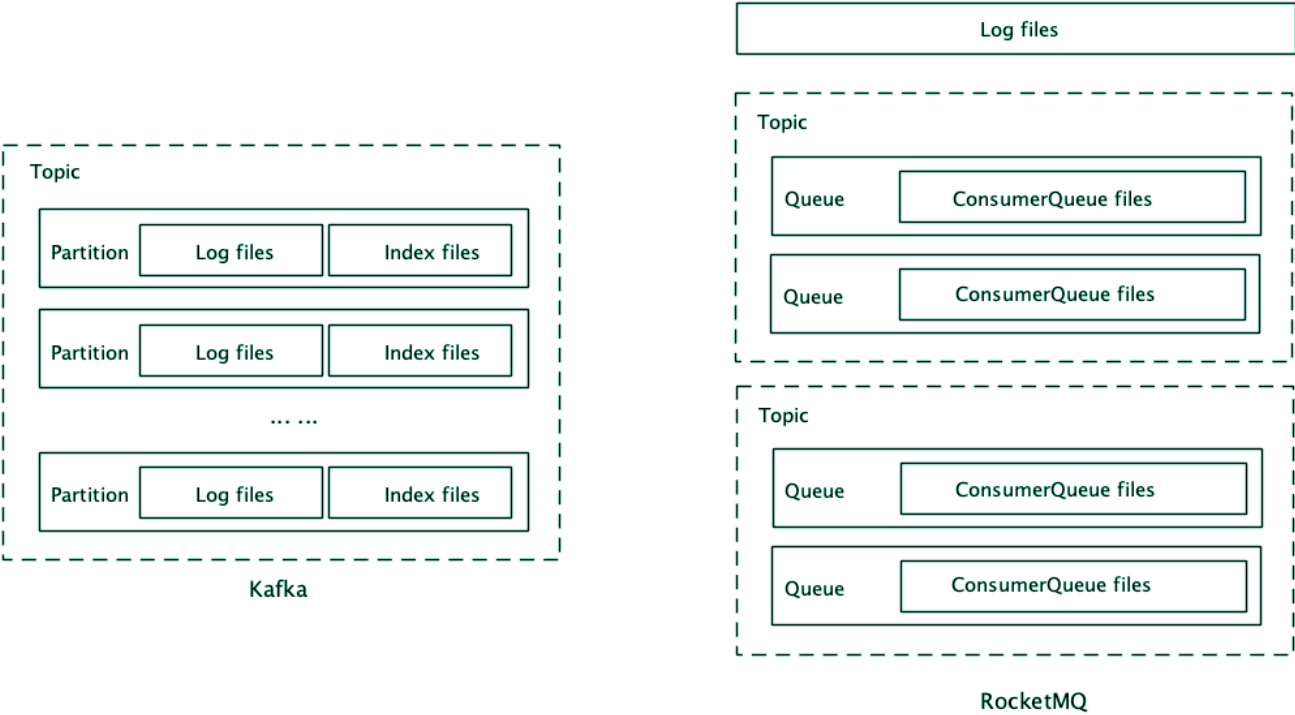 Topic
Partition Log files Index files
Partition Log files Index files
... ...
Partition Log files Index files
Kafka
Log files
Topic
Queue ConsumerQueue files
Queue ConsumerQueue files
Topic
Queue ConsumerQueue files
Queue ConsumerQueue files
RocketMQ